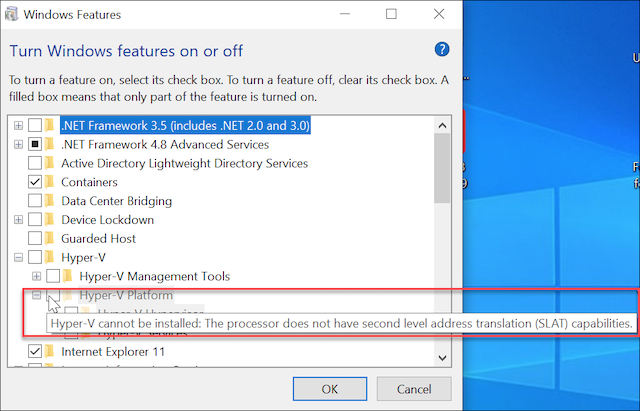 Windows Features
Turn Windows features on or off
To turn a feature on, select its check box. To turn a feature off, clear its check box. A
filled box means that only part of the feature is turned on.
.NET Framework 3.5 (includes .NET 2.0 and 3.0)
.NET Framework 4.8 Advanced Services
Active Directory Lightweight Directory Services
Containers
Data Center Bridging
Device Lockdown
Guarded Host
Hyper-V
Hyper-V Management Tools
Hyper-V Platform
Hyper-V cannot be installed: The processor does not have second level address translation (SLAT) capabilities.
Internet Explorer 11
OK
Cancel